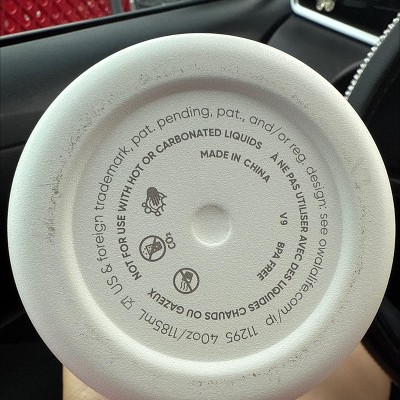 US & foreign trademark, pat. pending, pat., and/or reg. design: see owalalife.com/ip 11295 40oz/1185mL
NOT FOR USE WITH HOT OR CARBONATED LIQUIDS
À NE PAS UTILISER AVEC DES LIQUIDES CHAUDS OU GAZEUX
MADE IN CHINA
V9
BPA FREE
CO2